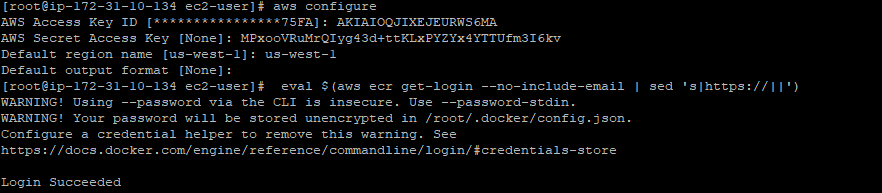 [root@ip-172-31-10-134 ec2-user]# aws configure
AWS Access Key ID [****************75FA]: AKIAIOQJIXEJEURWS6MA
AWS Secret Access Key [None]: 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
Default region name [us-west-1]: us-west-1
Default output format [None]:
[root@ip-172-31-10-134 ec2-user]#  eval $(aws ecr get-login --no-include-email | sed 's|https://||')
WARNING! Using --password via the CLI is insecure. Use --password-stdin.
WARNING! Your password will be stored unencrypted in /root/.docker/config.json.
Configure a credential helper to remove this warning. See
https://docs.docker.com/engine/reference/commandline/login/#credentials-store
Login Succeeded